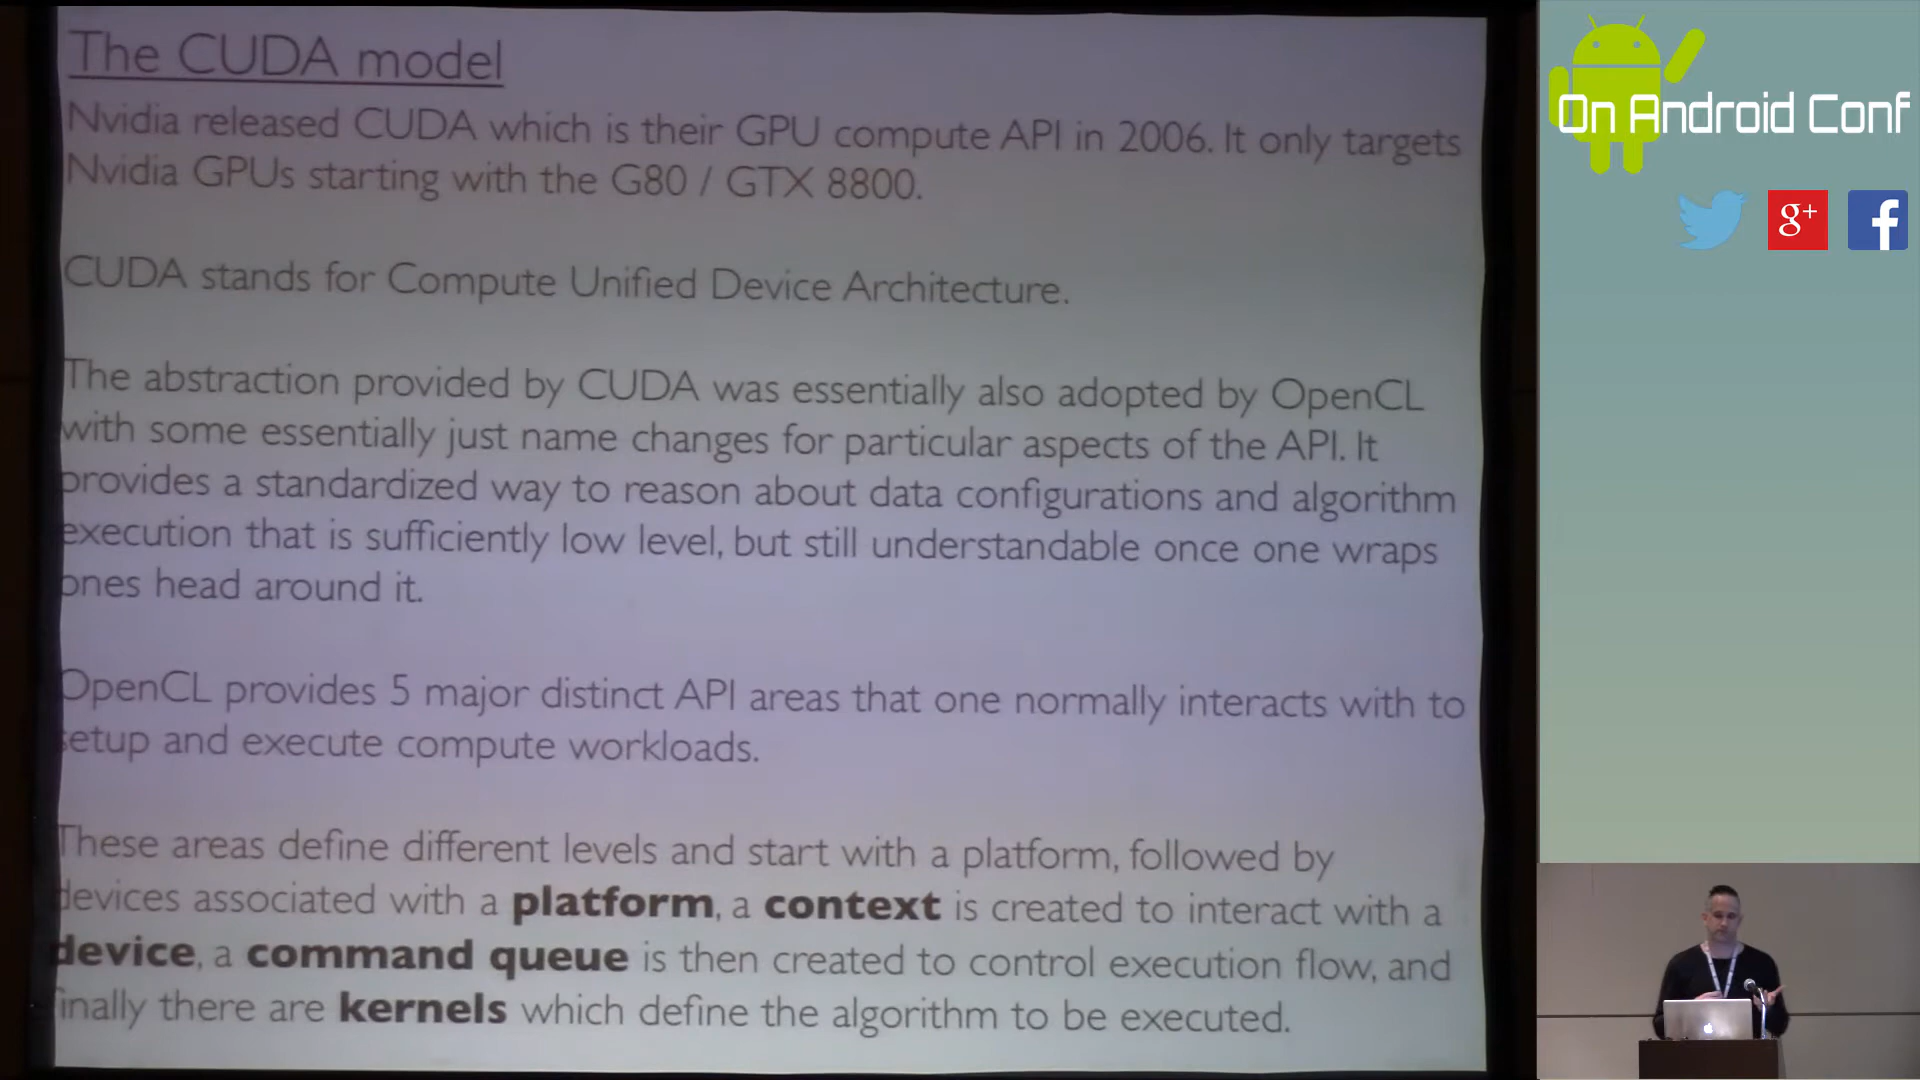 The CUDA model
Nvidia released CUDA which is their GPU compute API in 2006. It only targets
Nvidia GPUs starting with the G80 / GTX 8800.
CUDA stands for Compute Unified Device Architecture.
The abstraction provided by CUDA was essentially also adopted by OpenCL
with some essentially just name changes for particular aspects of the API. It
provides a standardized way to reason about data configurations and algorithm
execution that is sufficiently low level, but still understandable once one wraps
ones head around it.
OpenCL provides 5 major distinct API areas that one normally interacts with to
setup and execute compute workloads.
These areas define different levels and start with a platform, followed by
devices associated with a platform, a context is created to interact with a
device, a command queue is then created to control execution flow, and
finally there are kernels which define the algorithm to be executed.
On Android Conf
g+
f